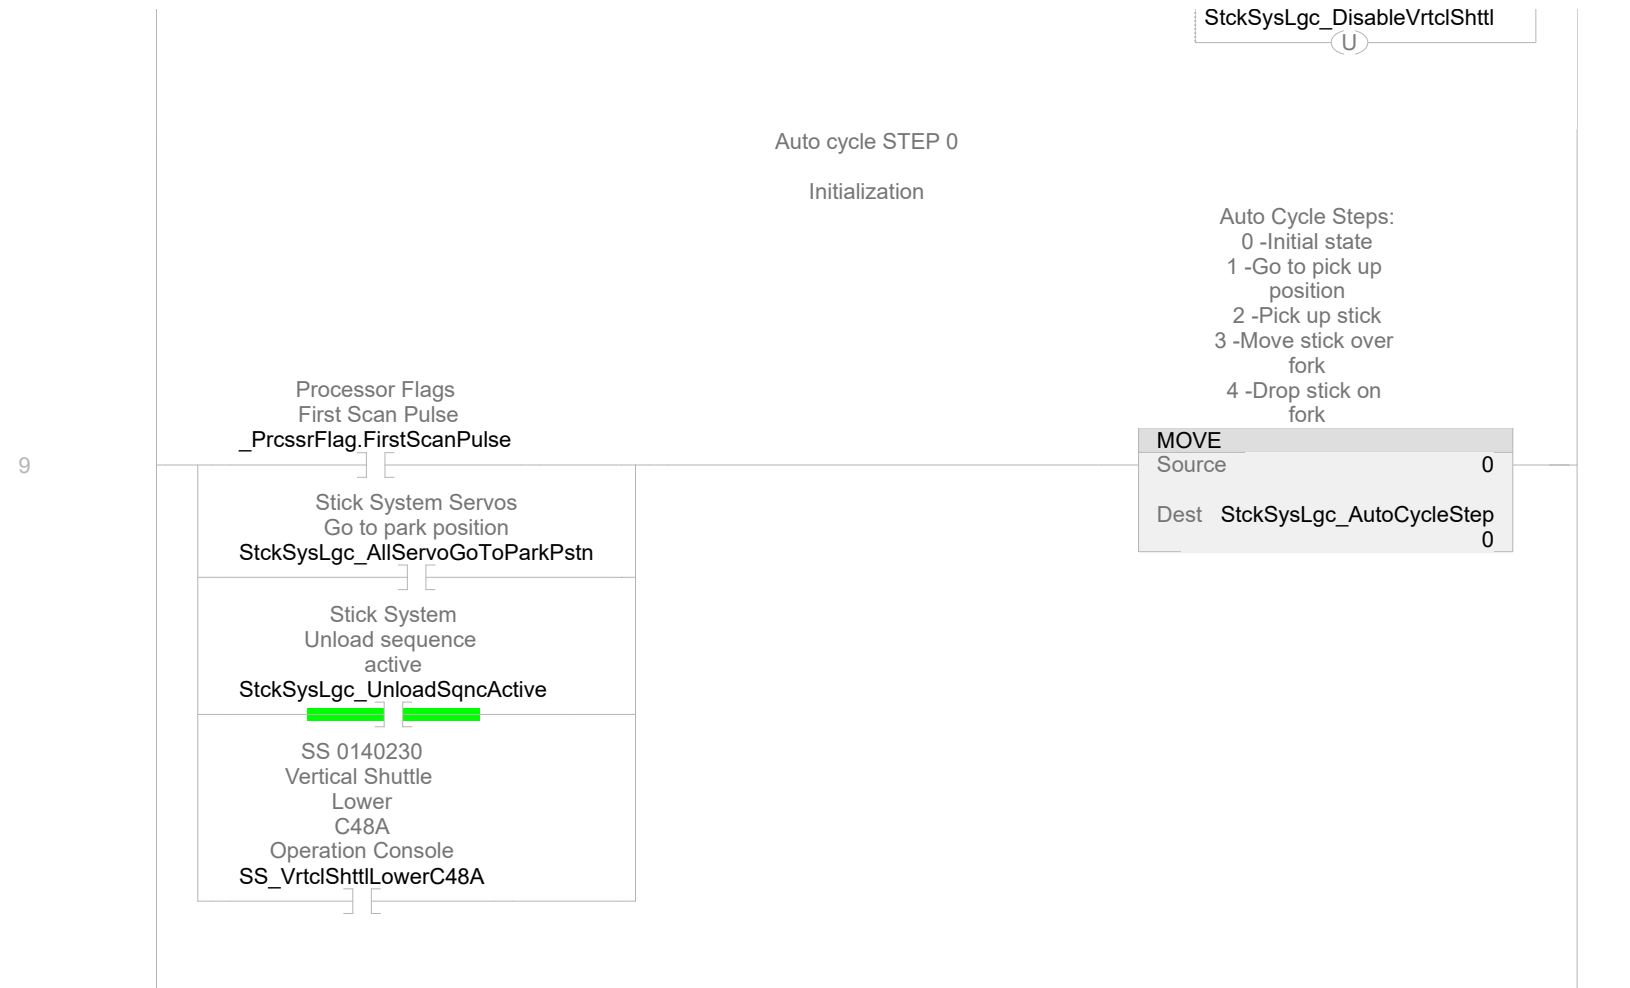 StckSysLgc_DisableVrtclShttl
U
Auto cycle STEP 0
Initialization
Auto Cycle Steps:
0 -Initial state
1 -Go to pick up
position
2 -Pick up stick
3 -Move stick over
fork
4 -Drop stick on
fork
Processor Flags
First Scan Pulse
_PrcssrFlag.FirstScanPulse
MOVE
9
Source 0
Stick System Servos
Go to park position
StckSysLgc_AllServoGoToParkPstn
Dest StckSysLgc_AutoCycleStep
0
Stick System
Unload sequence
active
StckSysLgc_UnloadSqncActive
SS 0140230
Vertical Shuttle
Lower
C48A
Operation Console
SS_VrtclShttlLowerC48A